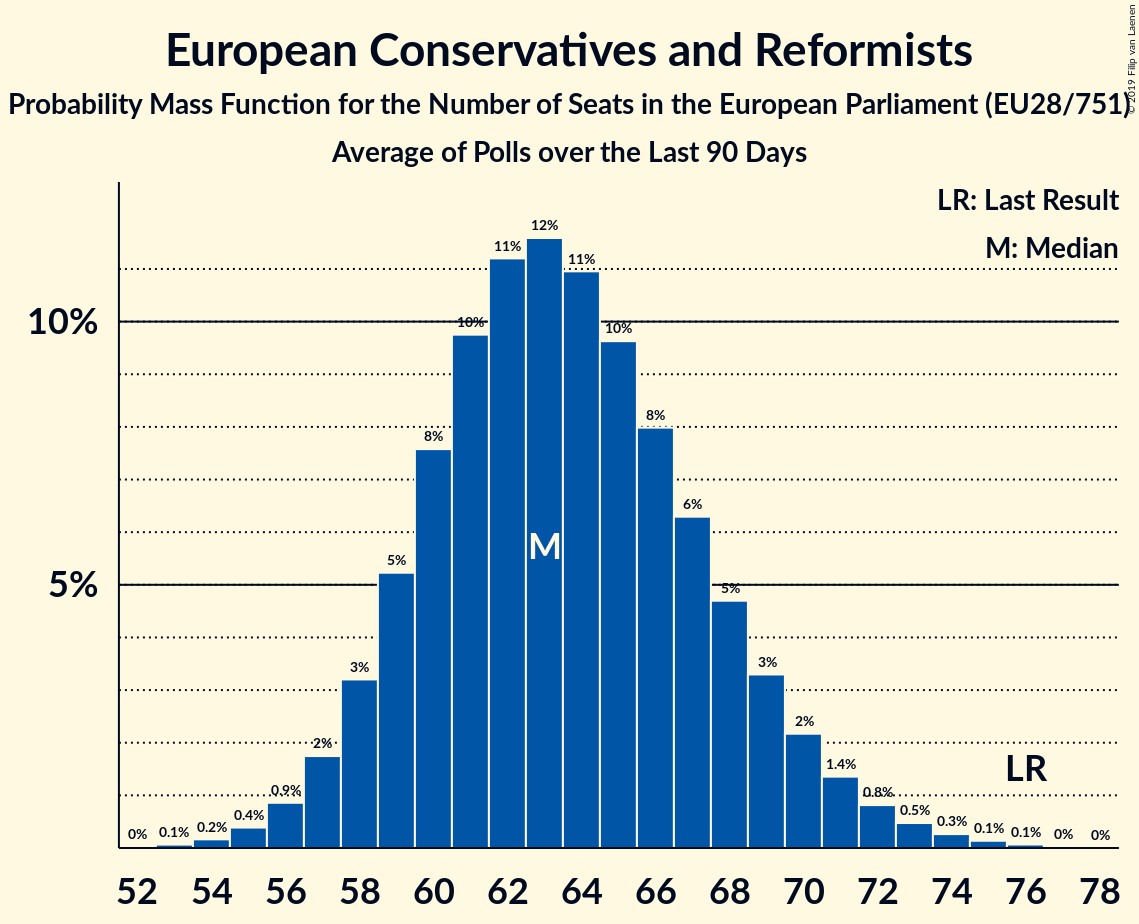 European Conservatives and Reformists
Probability Mass Function for the Number of Seats in the European Parliament (EU28/751)
Average of Polls over the Last 90 Days
© 2019 Filip van Laenen
LR: Last Result
M: Median
10%
5%
0% 0.1% 0.2% 0.4% 0.9% 2% 3% 5% 8% 10% 11% 12% 11% 10% 8% 6% 5% 3% 2% 1.4% 0.8% 0.5% 0.3% 0.1% 0.1% 0% 0%
M
LR
52 54 56 58 60 62 64 66 68 70 72 74 76 78